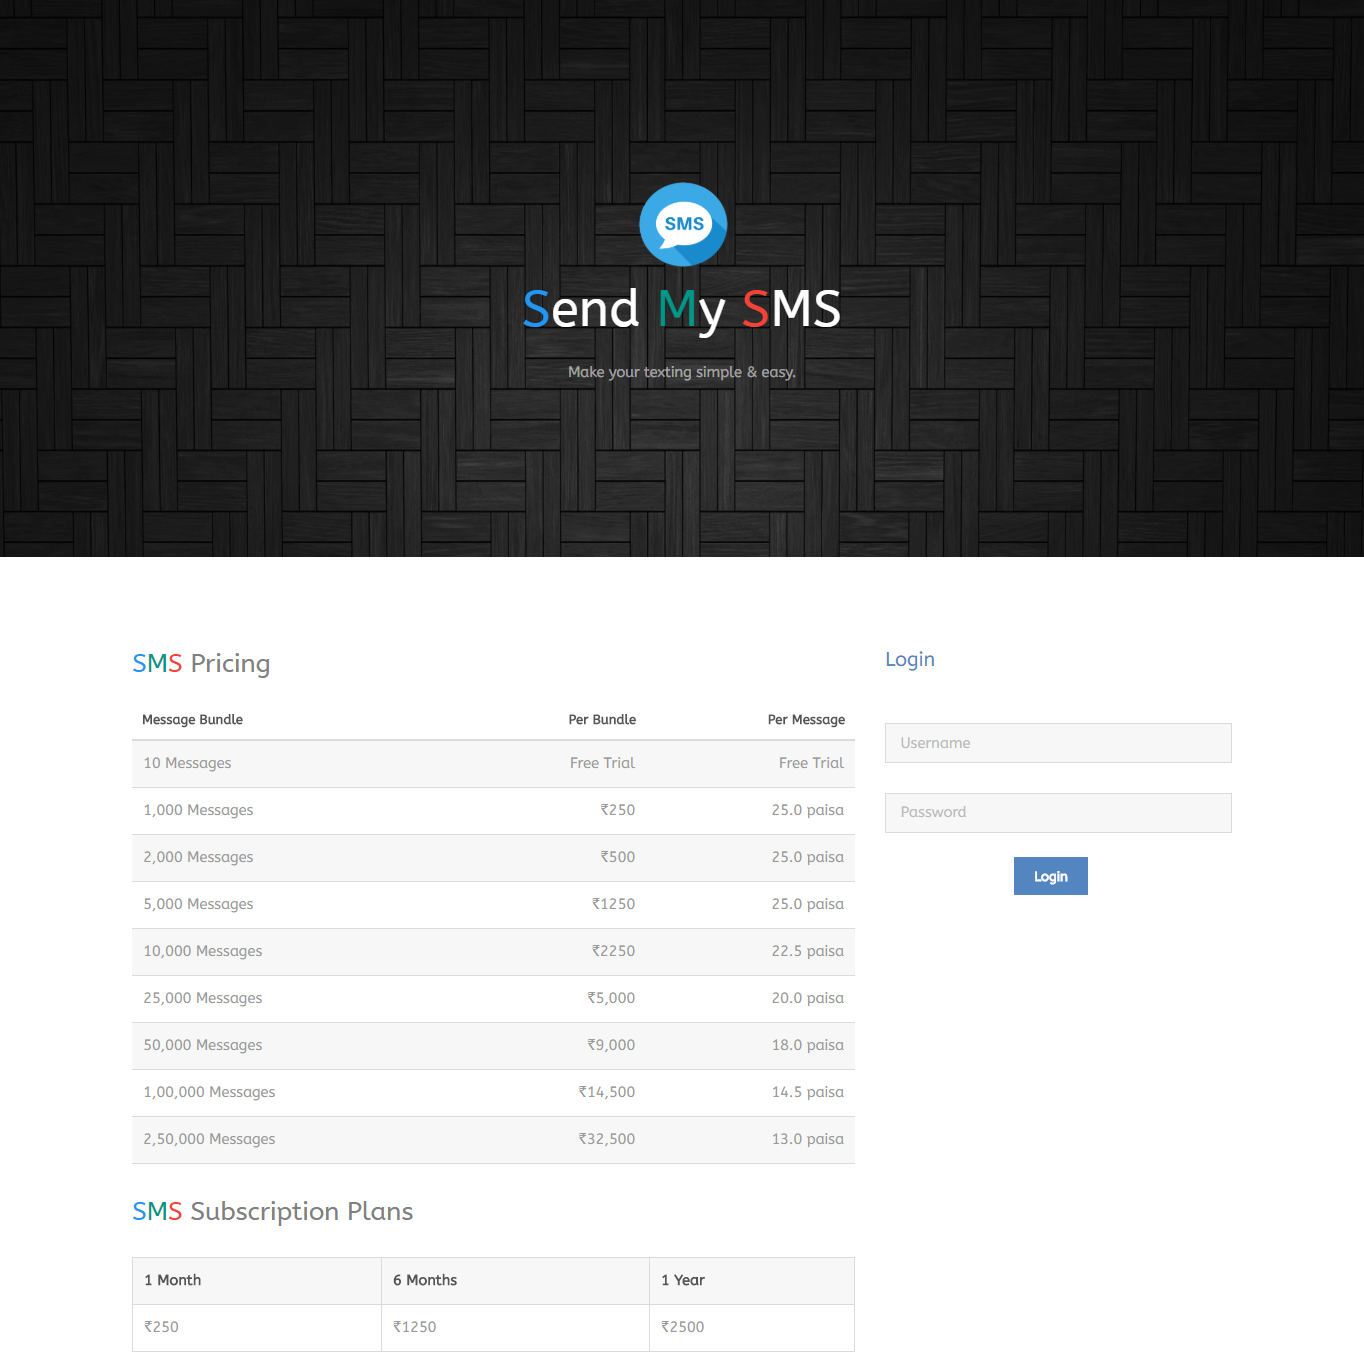 SMS
Send My SMS
Make your texting simple & easy.
SMS Pricing
Message Bundle Per Bundle Per Message
10 Messages Free Trial Free Trial
1,000 Messages ₹250 25.0 paisa
2,000 Messages ₹500 25.0 paisa
5,000 Messages ₹1250 25.0 paisa
10,000 Messages ₹2250 22.5 paisa
25,000 Messages ₹5,000 20.0 paisa
50,000 Messages ₹9,000 18.0 paisa
1,00,000 Messages ₹14,500 14.5 paisa
2,50,000 Messages ₹32,500 13.0 paisa
SMS Subscription Plans
1 Month 6 Months 1 Year
₹250 ₹1250 ₹2500
Login
Username
Password
Login